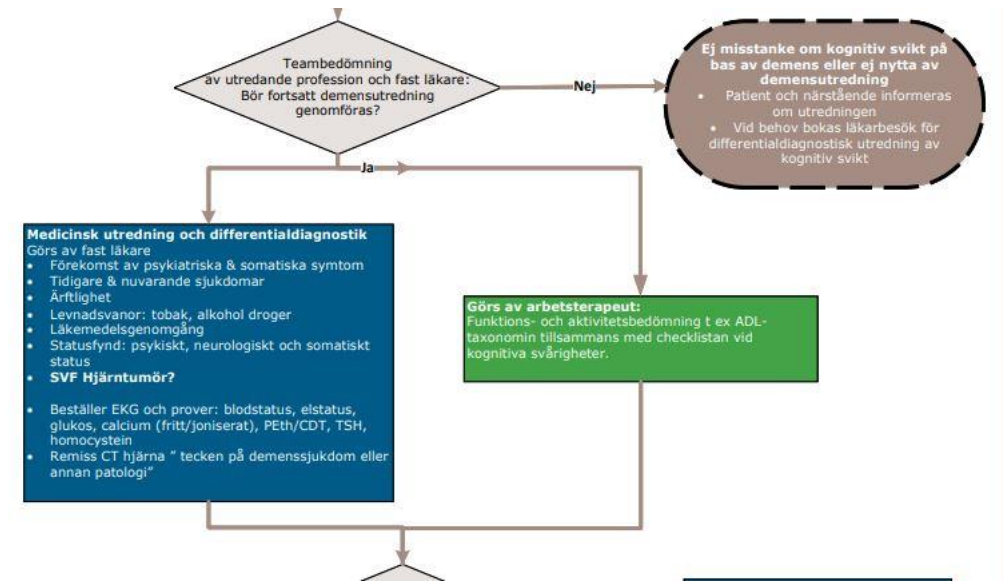 Teambedömning
av utredande profession och fast läkare:
Bör fortsatt demensutredning
genomföras?
Nej
Ej misstanke om kognitiv svikt på
bas av demens eller ej nytta av
demensutredning
• Patient och närstående informeras
om utredningen
• Vid behov bokas läkarbesök för
differentialdiagnostisk utredning av
kognitiv svikt
Ja
Medicinsk utredning och differentialdiagnostik
Görs av fast läkare
• Förekomst av psykiatriska & somatiska symtom
• Tidigare & nuvarande sjukdomar
• Ärftlighet
• Levnadsvanor: tobak, alkohol droger
• Läkemedelsgenomgång
• Statusfynd: psykiskt, neurologiskt och somatiskt
status
• SVF Hjärntumör?
• Beställer EKG och prover: blodstatus, elstatus,
glukos, calcium (fritt/joniserat), PEth/CDT, TSH,
homocystein
• Remiss CT hjärna ” tecken på demenssjukdom eller
annan patologi”
Görs av arbetsterapeut:
Funktions- och aktivitetsbedömning t ex ADL-
taxonomin tillsammans med checklistan vid
kognitiva svårigheter.